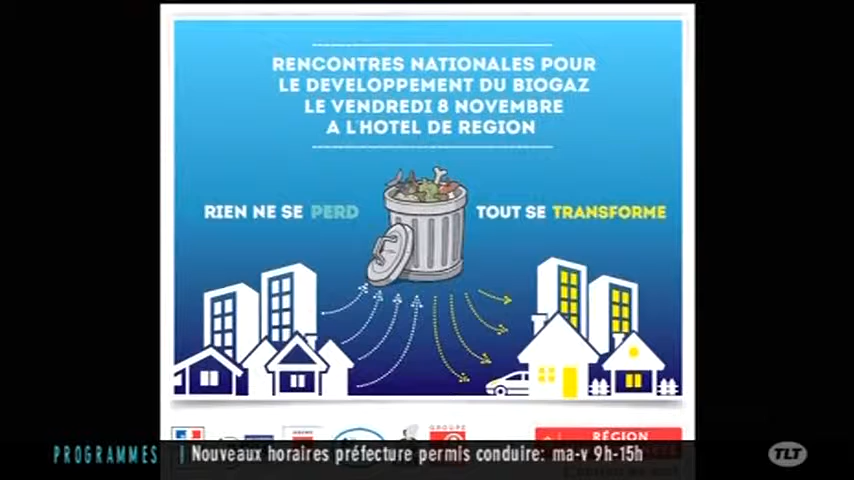 RENCONTRES NATIONALES POUR
LE DEVELOPPEMENT DU BIOGAZ
LE VENDREDI 8 NOVEMBRE
A L'HOTEL DE REGION
RIEN NE SE PERD
TOUT SE TRANSFORME
GROUPE
RÉGION
PROGRAMMES | Nouveaux horaires préfecture permis conduire: ma-v 9h-15h
TLT